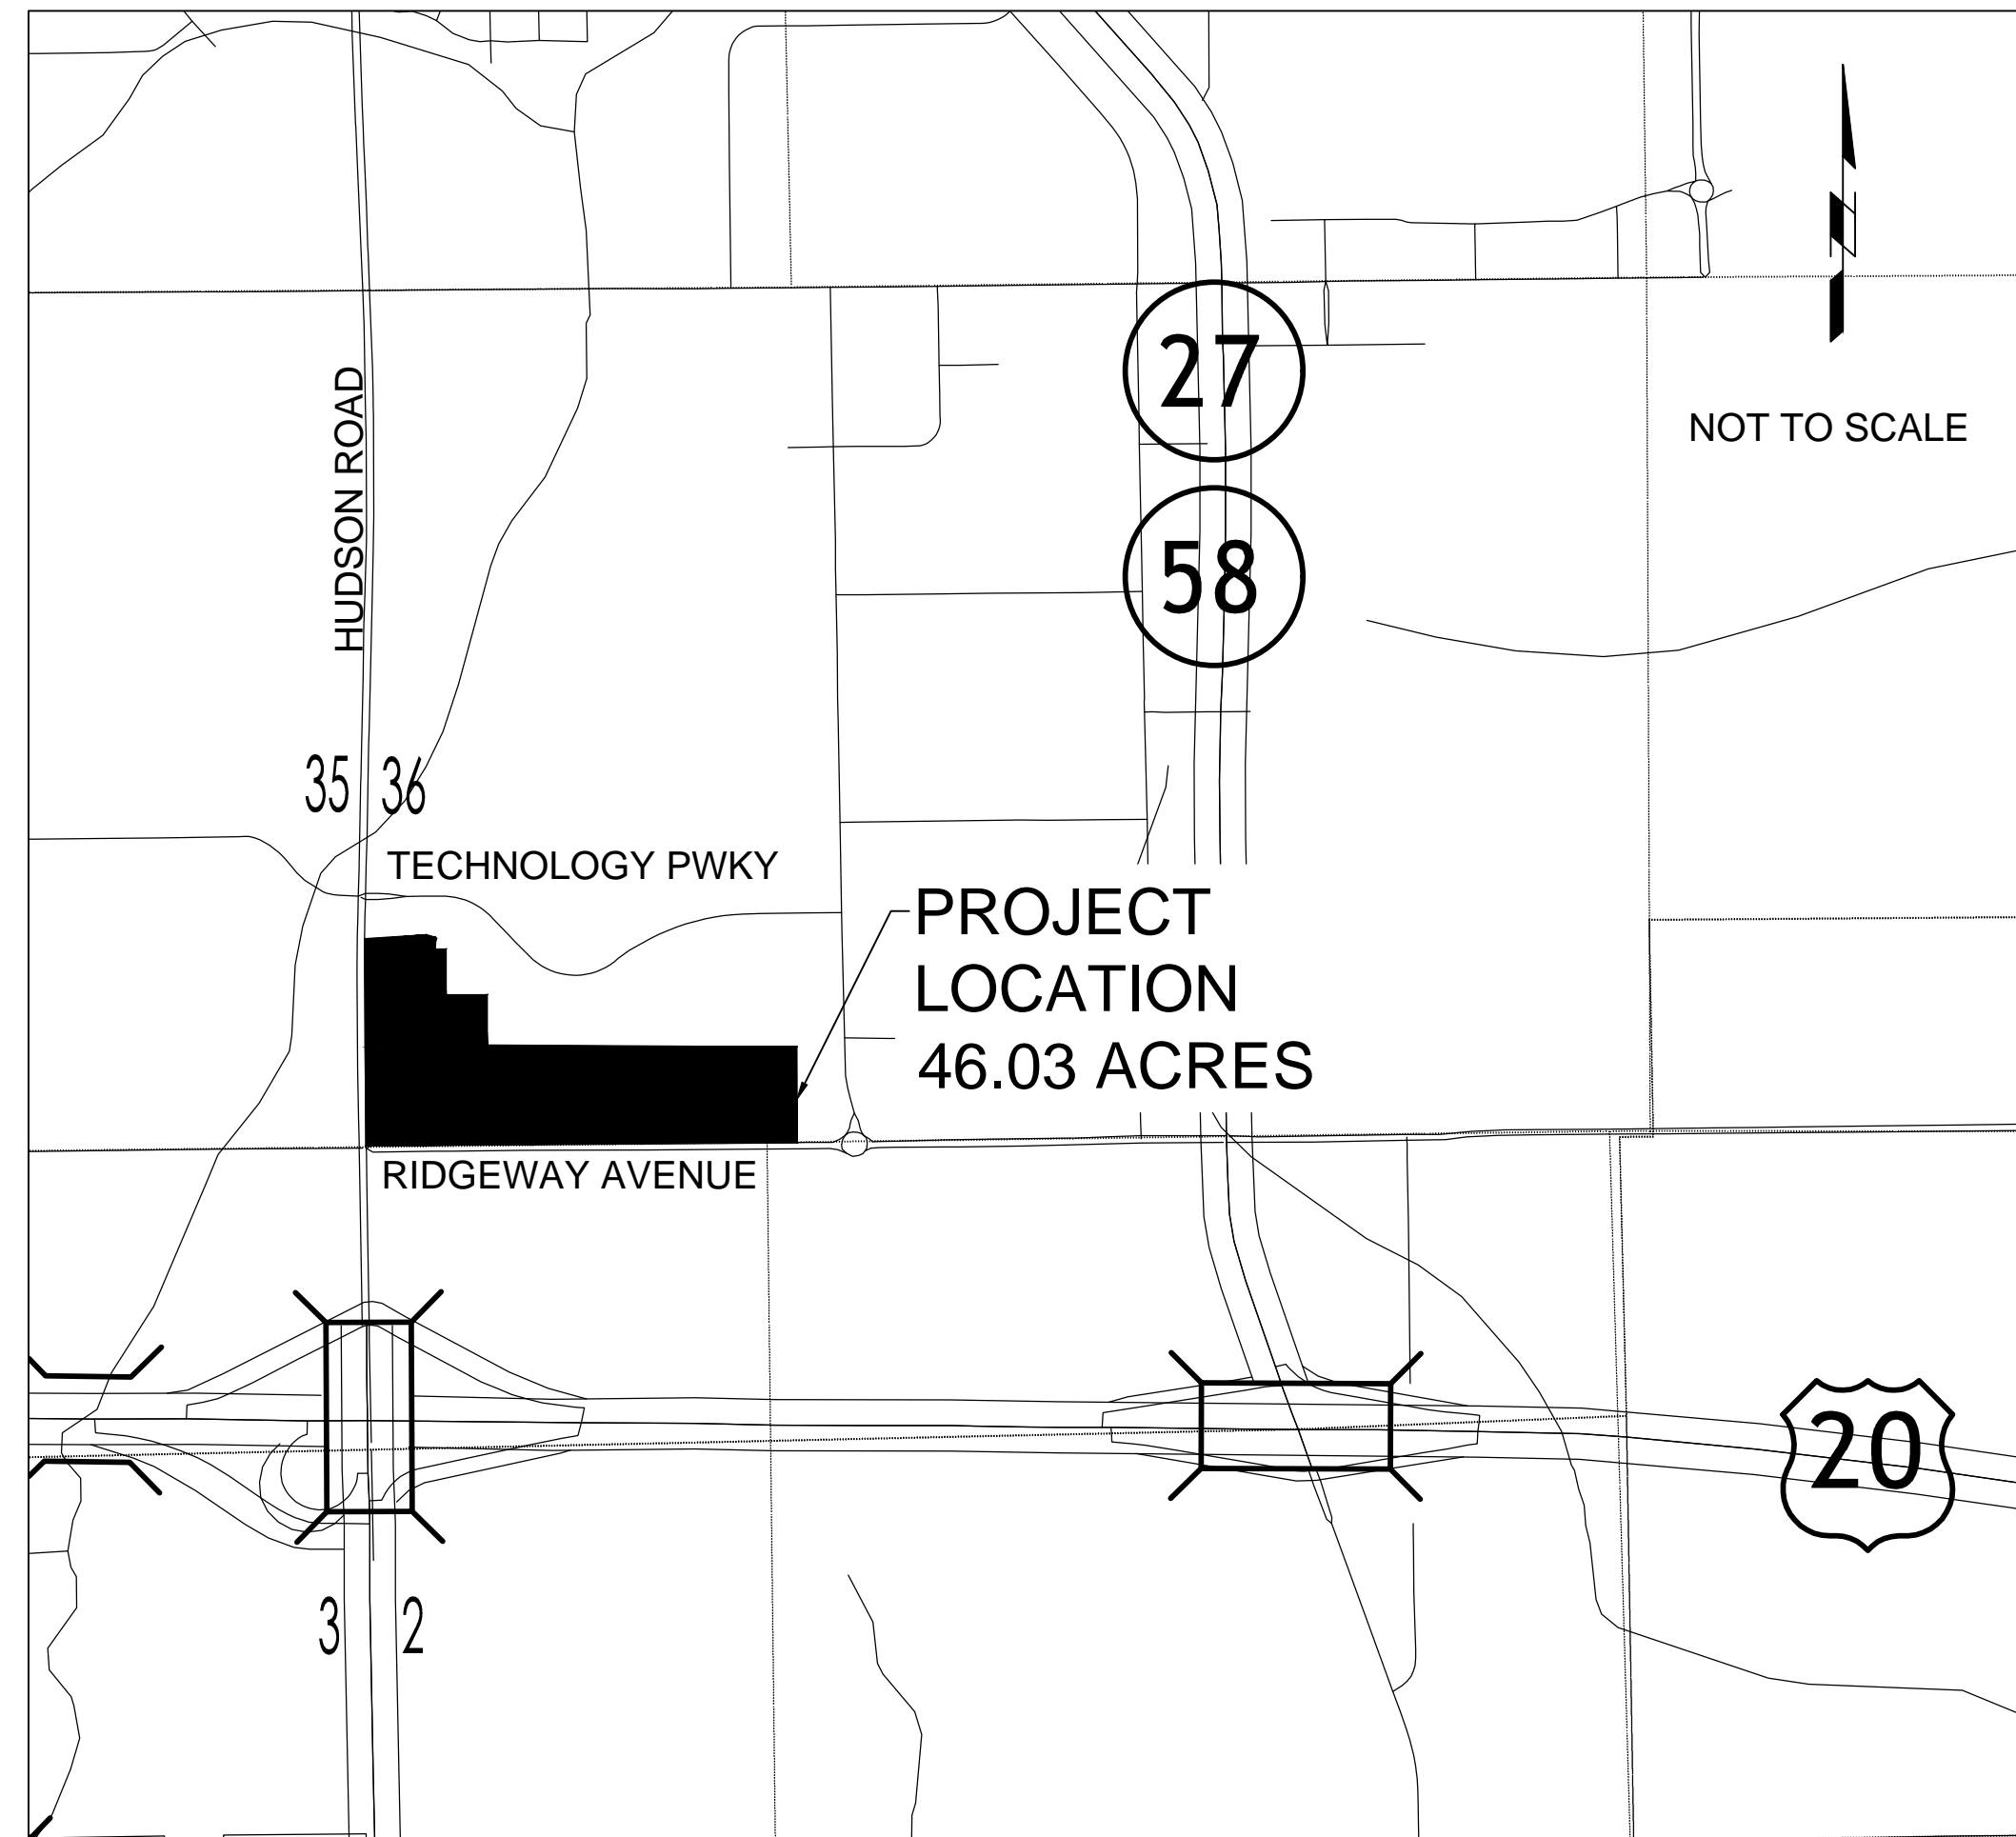 N
27
NOT TO SCALE
HUDSON ROAD
58
35 36
TECHNOLOGY PWKY
PROJECT
LOCATION
46.03 ACRES
RIDGEWAY AVENUE
20
3 2